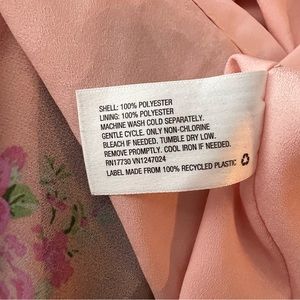 SHELL: 100% POLYESTER
LINING: 100% POLYESTER
MACHINE WASH COLD SEPARATELY.
GENTLE CYCLE. ONLY NON-CHLORINE
BLEACH IF NEEDED. TUMBLE DRY LOW.
REMOVE PROMPTLY. COOL IRON IF NEEDED.
RN17730 VN1247024
LABEL MADE FROM 100% RECYCLED PLASTIC